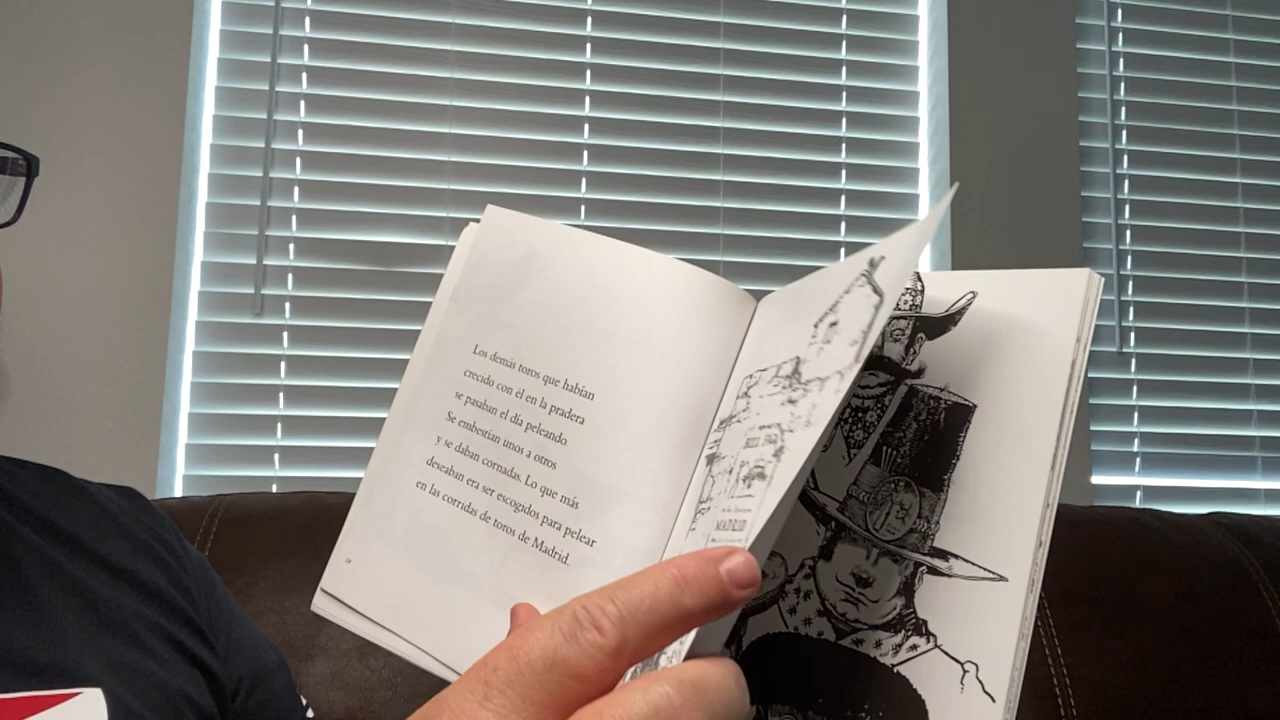 Los demás toros que habían
crecido con él en la pradera
se pasaban el día peleando.
Se embestían unos a otros
y se daban cornadas. Lo que más
deseaban era ser escogidos para pelear
en las corridas de toros de Madrid.
MADRID